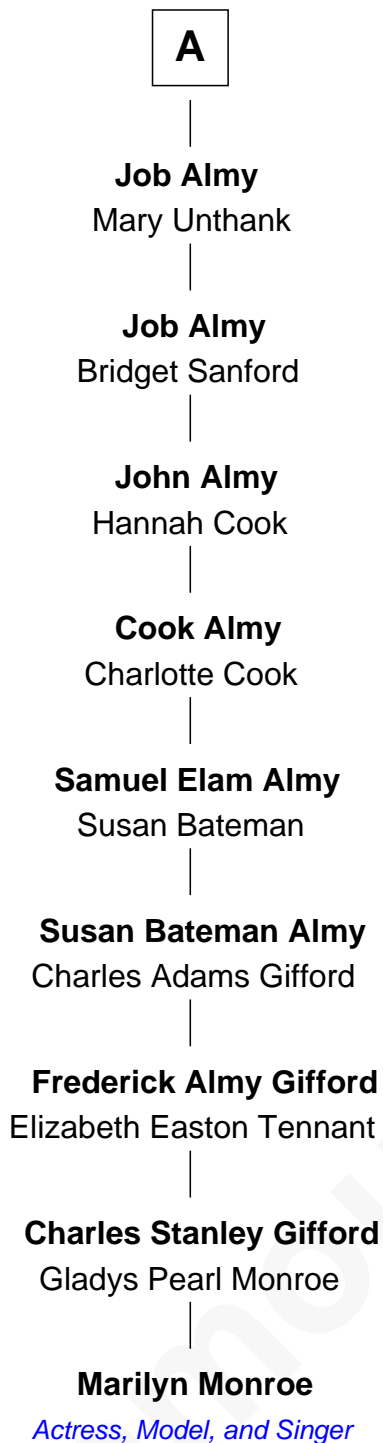 A
Job Almy
Mary Unthank
Job Almy
Bridget Sanford
John Almy
Hannah Cook
Cook Almy
Charlotte Cook
Samuel Elam Almy
Susan Bateman
Susan Bateman Almy
Charles Adams Gifford
Frederick Almy Gifford
Elizabeth Easton Tennant
Charles Stanley Gifford
Gladys Pearl Monroe
Marilyn Monroe
Actress, Model, and Singer